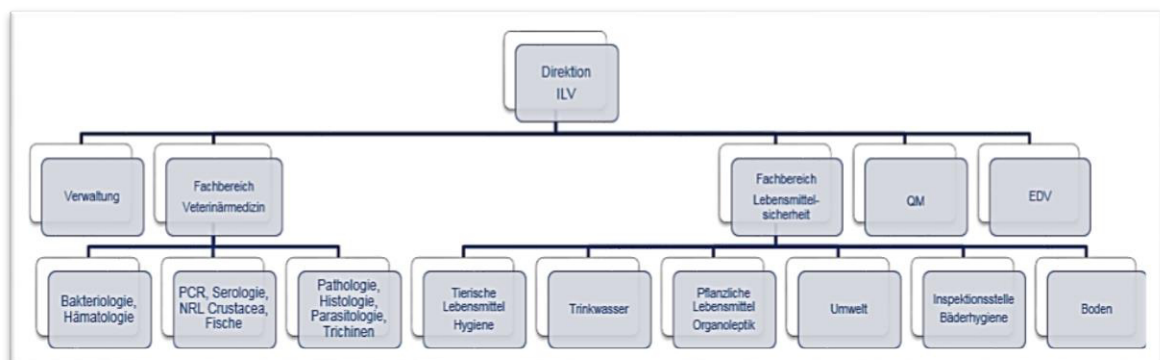 Direktion
ILV
Verwaltung
Fachbereich
Veterinärmedizin
Fachbereich
Lebensmittel-
sicherheit
QM
EDV
Bakteriologie,
Hämatologie
PCR, Serologie,
NRL Crustacea,
Fische
Pathologie,
Histologie,
Parasitologie,
Trichinen
Tierische
Lebensmittel
Hygiene
Trinkwasser
Pflanzliche
Lebensmittel
Organoleptik
Umwelt
Inspektionsstelle
Bäderhygiene
Boden